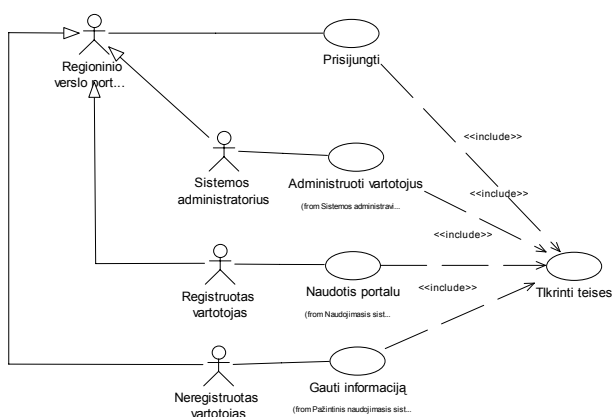 Regioninio
verslo port...
Prisijungti
<<include>>
Sistemos
administratorius
Administruoti vartotojus
(from Sistemos administravi...
<<include>>
<<include>>
Registruotas
vartotojas
Naudotis portalu
(from Naudojimasis sist...
<<include>>
TIkrinti teises
Neregistruotas
vartotojas
Gauti informaciją
(from Pažintinis naudojimasis sist...